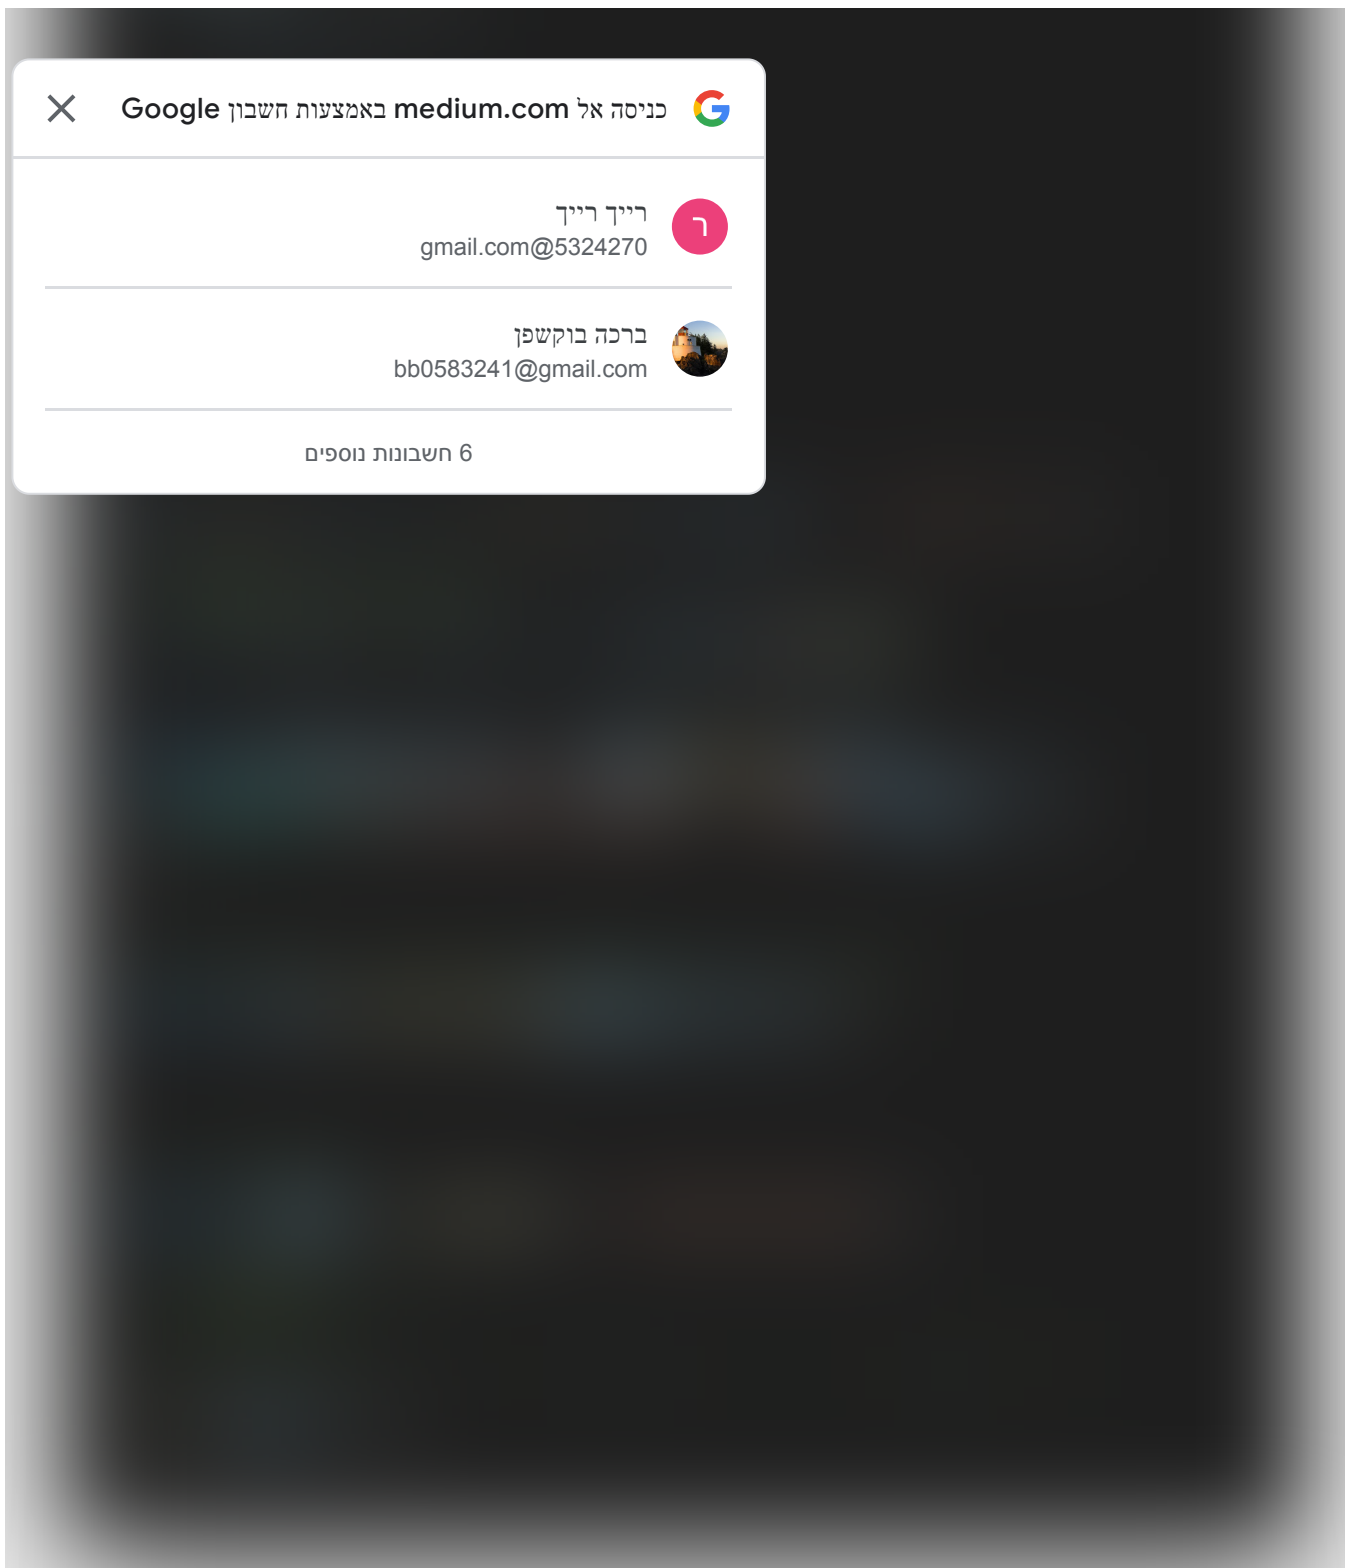 כניסה אל medium.com באמצעות חשבון Google
רייך רייך
gmail.com@5324270
ברכה בוקשפן
bb0583241@gmail.com
6 חשבונות נוספים